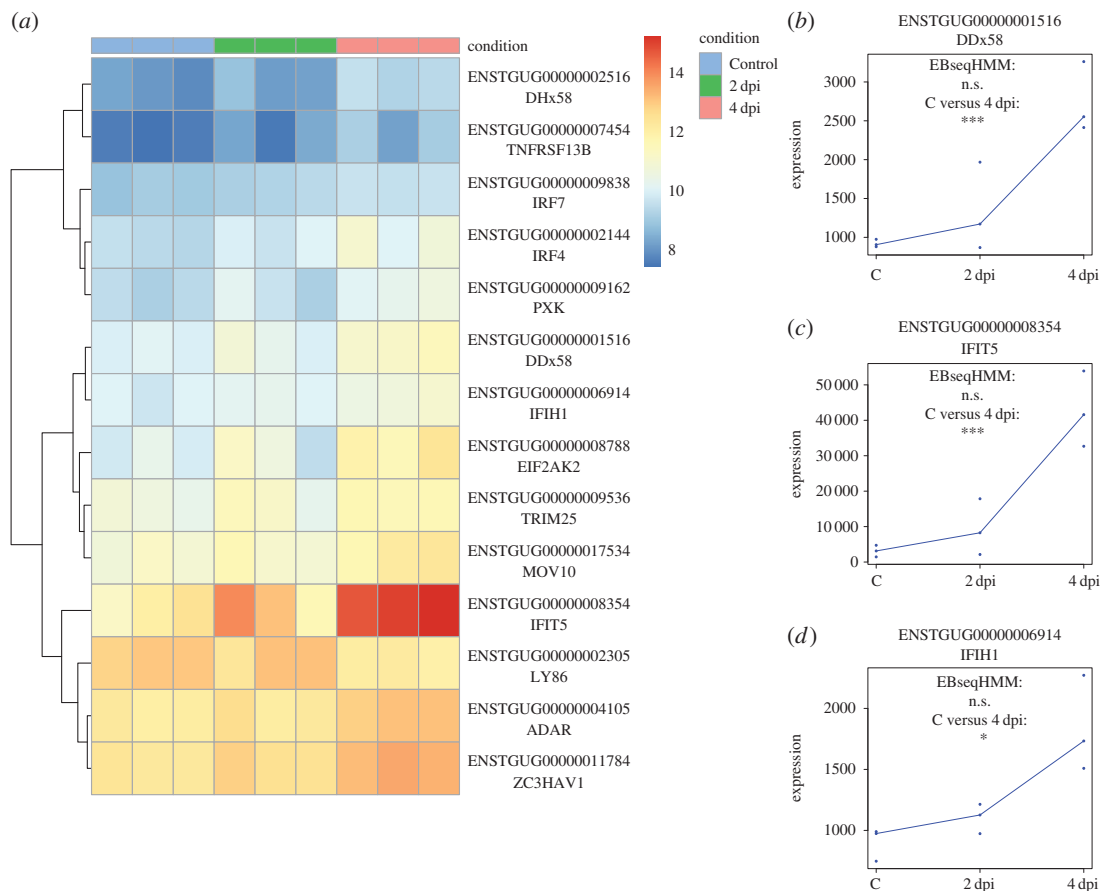 (a)
condition
ENSTGUG00000002516
DHx58
ENSTGUG00000007454
TNFRSF13B
ENSTGUG00000009838
IRF7
ENSTGUG00000002144
IRF4
ENSTGUG00000009162
PXK
ENSTGUG00000001516
DDx58
ENSTGUG00000006914
IFIH1
ENSTGUG00000008788
EIF2AK2
ENSTGUG00000009536
TRIM25
ENSTGUG00000017534
MOV10
ENSTGUG00000008354
IFIT5
ENSTGUG00000002305
LY86
ENSTGUG00000004105
ADAR
ENSTGUG00000011784
ZC3HAV1
14
12
10
8
condition
Control
2 dpi
4 dpi
(b)
ENSTGUG00000001516
DDx58
EBseqHMM:
n.s.
C versus 4 dpi:
***
expression
3000
2500
2000
1500
1000
C 2 dpi 4 dpi
(c)
ENSTGUG00000008354
IFIT5
EBseqHMM:
n.s.
C versus 4 dpi:
***
expression
50 000
40 000
30 000
20 000
10 000
0
C 2 dpi 4 dpi
(d)
ENSTGUG00000006914
IFIH1
EBseqHMM:
n.s.
C versus 4 dpi:
*
expression
2000
1500
1000
C 2 dpi 4 dpi